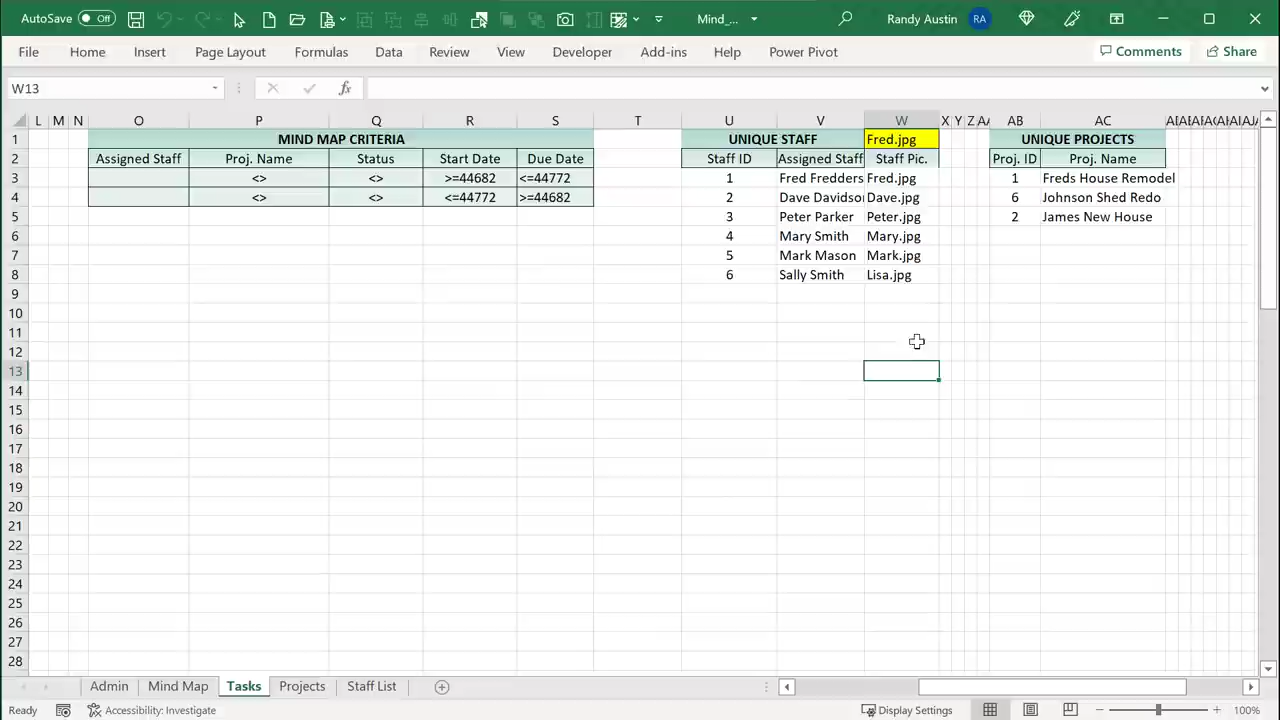 AutoSave Off Mind_... Randy Austin RA
File Home Insert Page Layout Formulas Data Review View Developer Add-ins Help Power Pivot Comments Share
W13 fx
L M N O P Q R S T U V W X Y Z AB AC
1 MIND MAP CRITERIA UNIQUE STAFF Fred.jpg UNIQUE PROJECTS
2 Assigned Staff Proj. Name Status Start Date Due Date Staff ID Assigned Staff Staff Pic. Proj. ID Proj. Name
3 <> <> >=44682 <=44772 1 Fred Fredders Fred.jpg 1 Freds House Remodel
4 <> <> <=44772 >=44682 2 Dave Davidso Dave.jpg 6 Johnson Shed Redo
5 3 Peter Parker Peter.jpg 2 James New House
6 4 Mary Smith Mary.jpg
7 5 Mark Mason Mark.jpg
8 6 Sally Smith Lisa.jpg
9
10
11
12
13
14
15
16
17
18
19
20
21
22
23
24
25
26
27
28
Admin Mind Map Tasks Projects Staff List
Ready Accessibility: Investigate Display Settings 100%